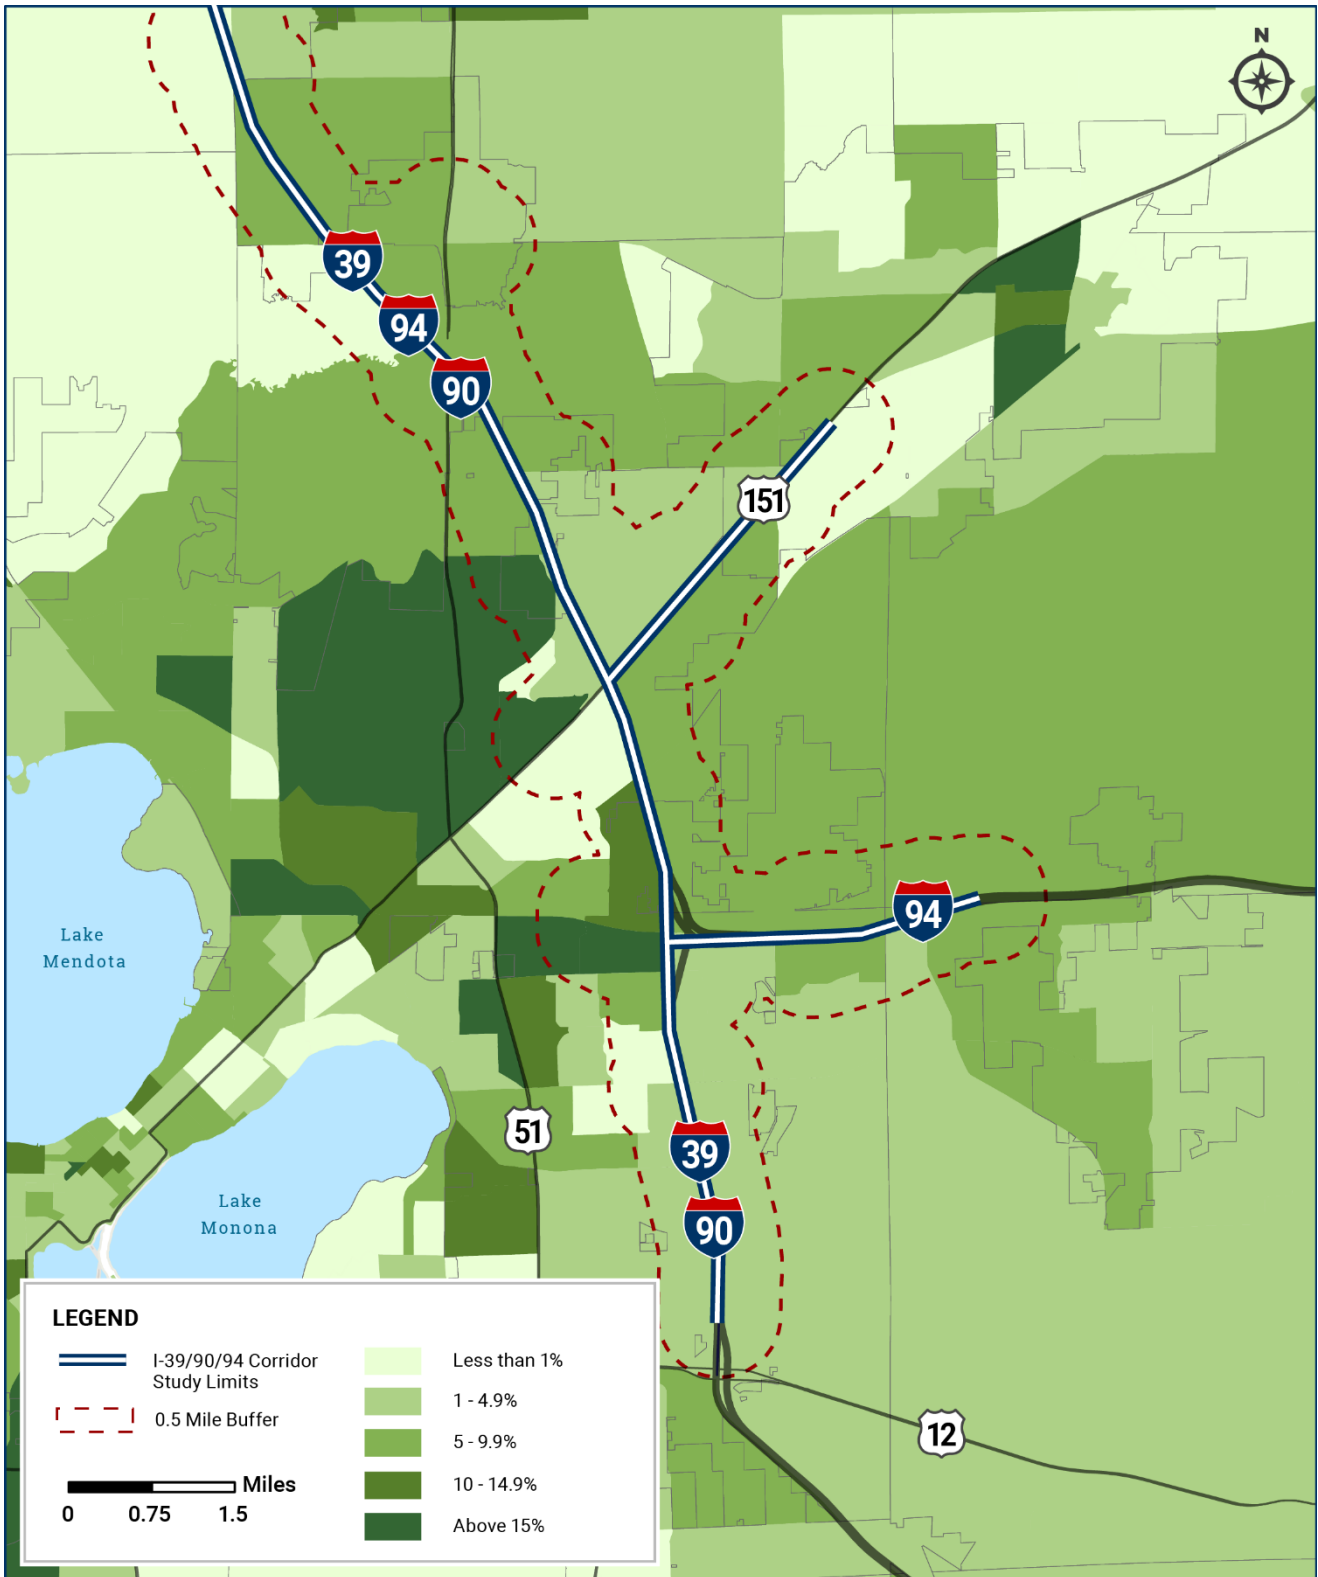 N
39
94
90
151
94
Lake
Mendota
51
39
Lake
Monona
90
LEGEND
I-39/90/94 Corridor
Study Limits
0.5 Mile Buffer
Miles
0 0.75 1.5
Less than 1%
1 - 4.9%
5 - 9.9%
10 - 14.9%
Above 15%
12